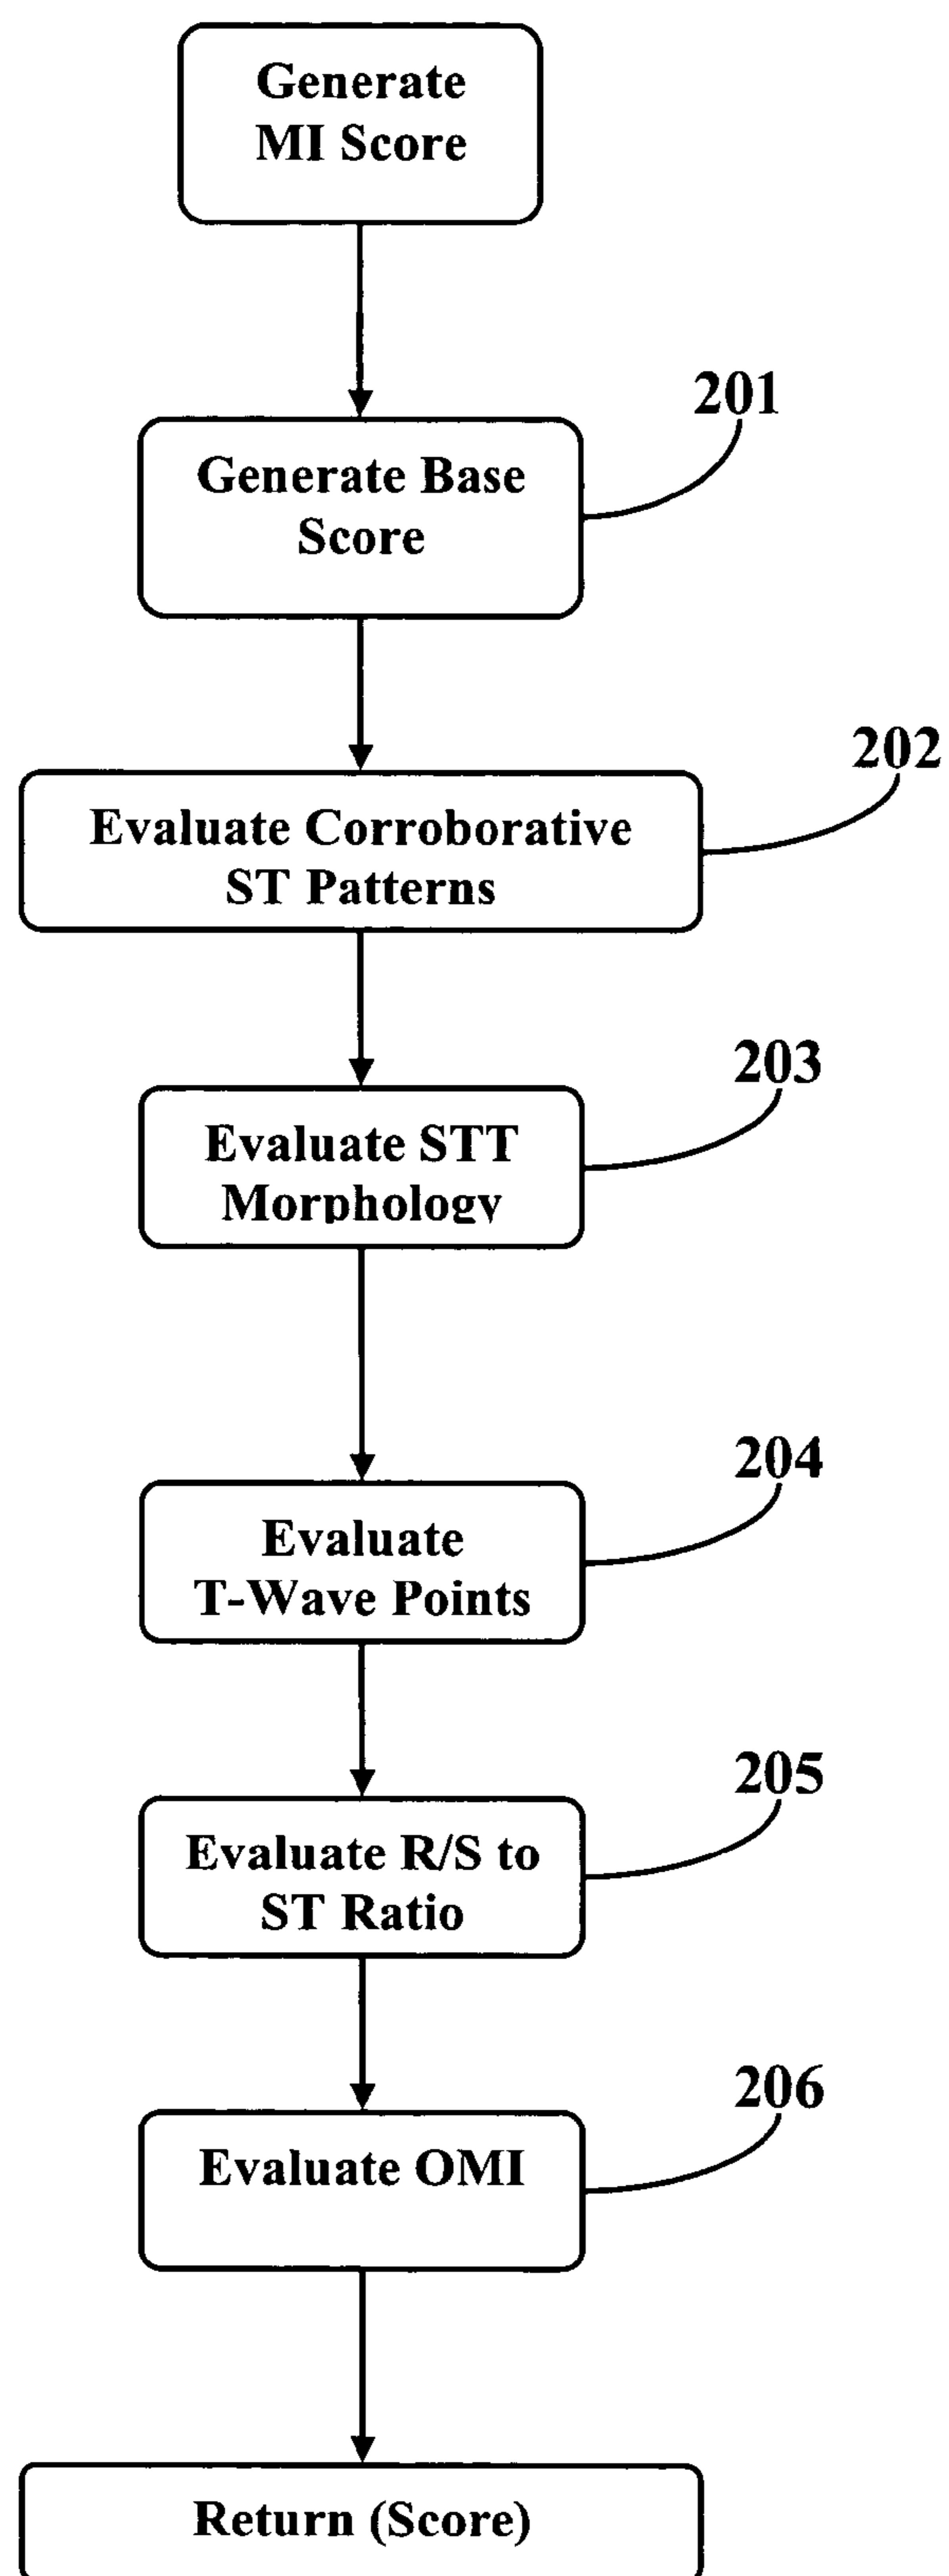 Generate
MI Score
201
Generate Base
Score
202
Evaluate Corroborative
ST Patterns
203
Evaluate STT
Morphology
204
Evaluate
T-Wave Points
205
Evaluate R/S to
ST Ratio
206
Evaluate OMI
Return (Score)